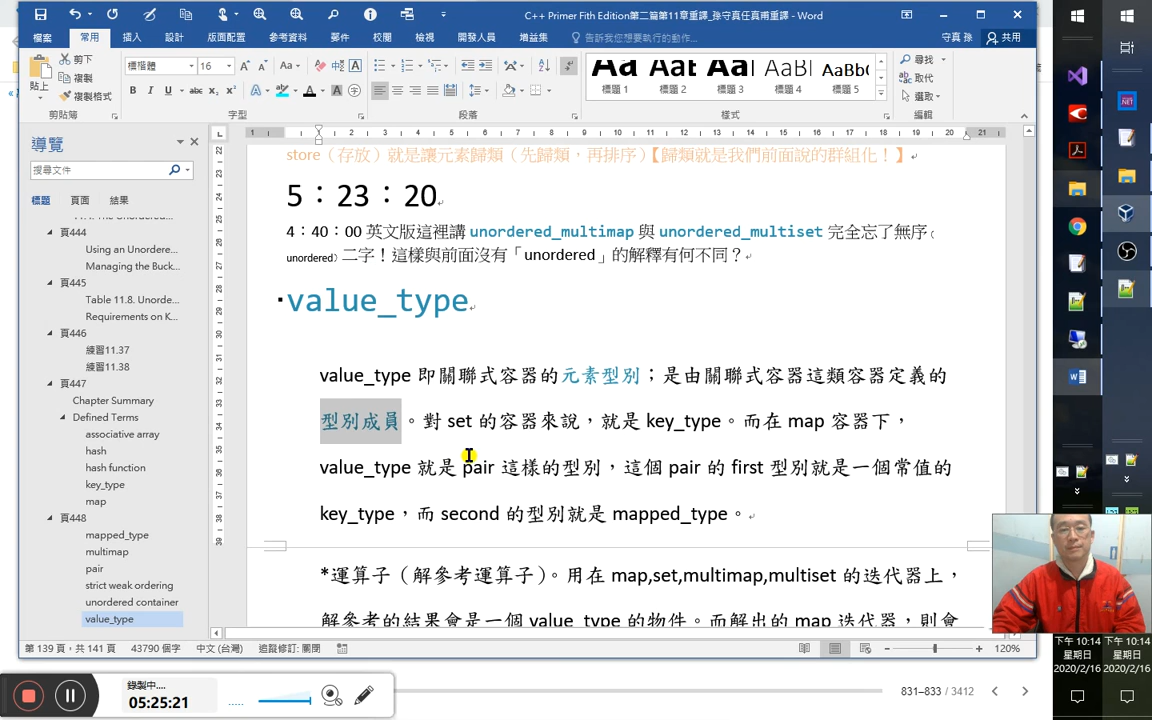 C++ Primer Fith Edition第二篇第11章重譯_孫守真任真甫重譯 - Word
檔案 常用 插入 設計 版面配置 參考資料 郵件 校閱 檢視 開發人員 增益集 告訴我您想要執行的動作... 守真 孫 共用
貼上 剪下 複製 複製格式 剪貼簿
標楷體 16 字型
段落
標題 1 標題 2 標題 3 標題 4 標題 5 樣式
尋找 取代 選取 編輯
導覽
搜尋文件
標題 頁面 結果
頁444
Using an Unordere...
Managing the Buck...
頁445
Table 11.8. Unorde...
Requirements on K...
頁446
練習11.37
練習11.38
頁447
Chapter Summary
Defined Terms
associative array
hash
hash function
key_type
map
頁448
mapped_type
multimap
pair
strict weak ordering
unordered container
value_type
store（存放）就是讓元素歸類（先歸類，再排序）【歸類就是我們前面說的群組化！】
5：23：20
4：40：00 英文版這裡講 unordered_multimap 與 unordered_multiset 完全忘了無序（
unordered）二字！這樣與前面沒有「unordered」的解釋有何不同？
value_type
value_type 即關聯式容器的元素型別；是由關聯式容器這類容器定義的
型別成員。對 set 的容器來說，就是 key_type。而在 map 容器下，
value_type 就是 pair 這樣的型別，這個 pair 的 first 型別就是一個常值的
key_type，而 second 的型別就是 mapped_type。
*運算子（解參考運算子）。用在 map,set,multimap,multiset 的迭代器上，
解參考的結果會是一個 value_type 的物件。而解出的 map 迭代器，則會
第 139 頁，共 141 頁 43790 個字 中文 (台灣) 追蹤修訂: 關閉 120%
錄製中....
05:25:21
831–833 / 3412
下午 10:14 下午 10:14
星期日 星期日
2020/2/16 2020/2/16